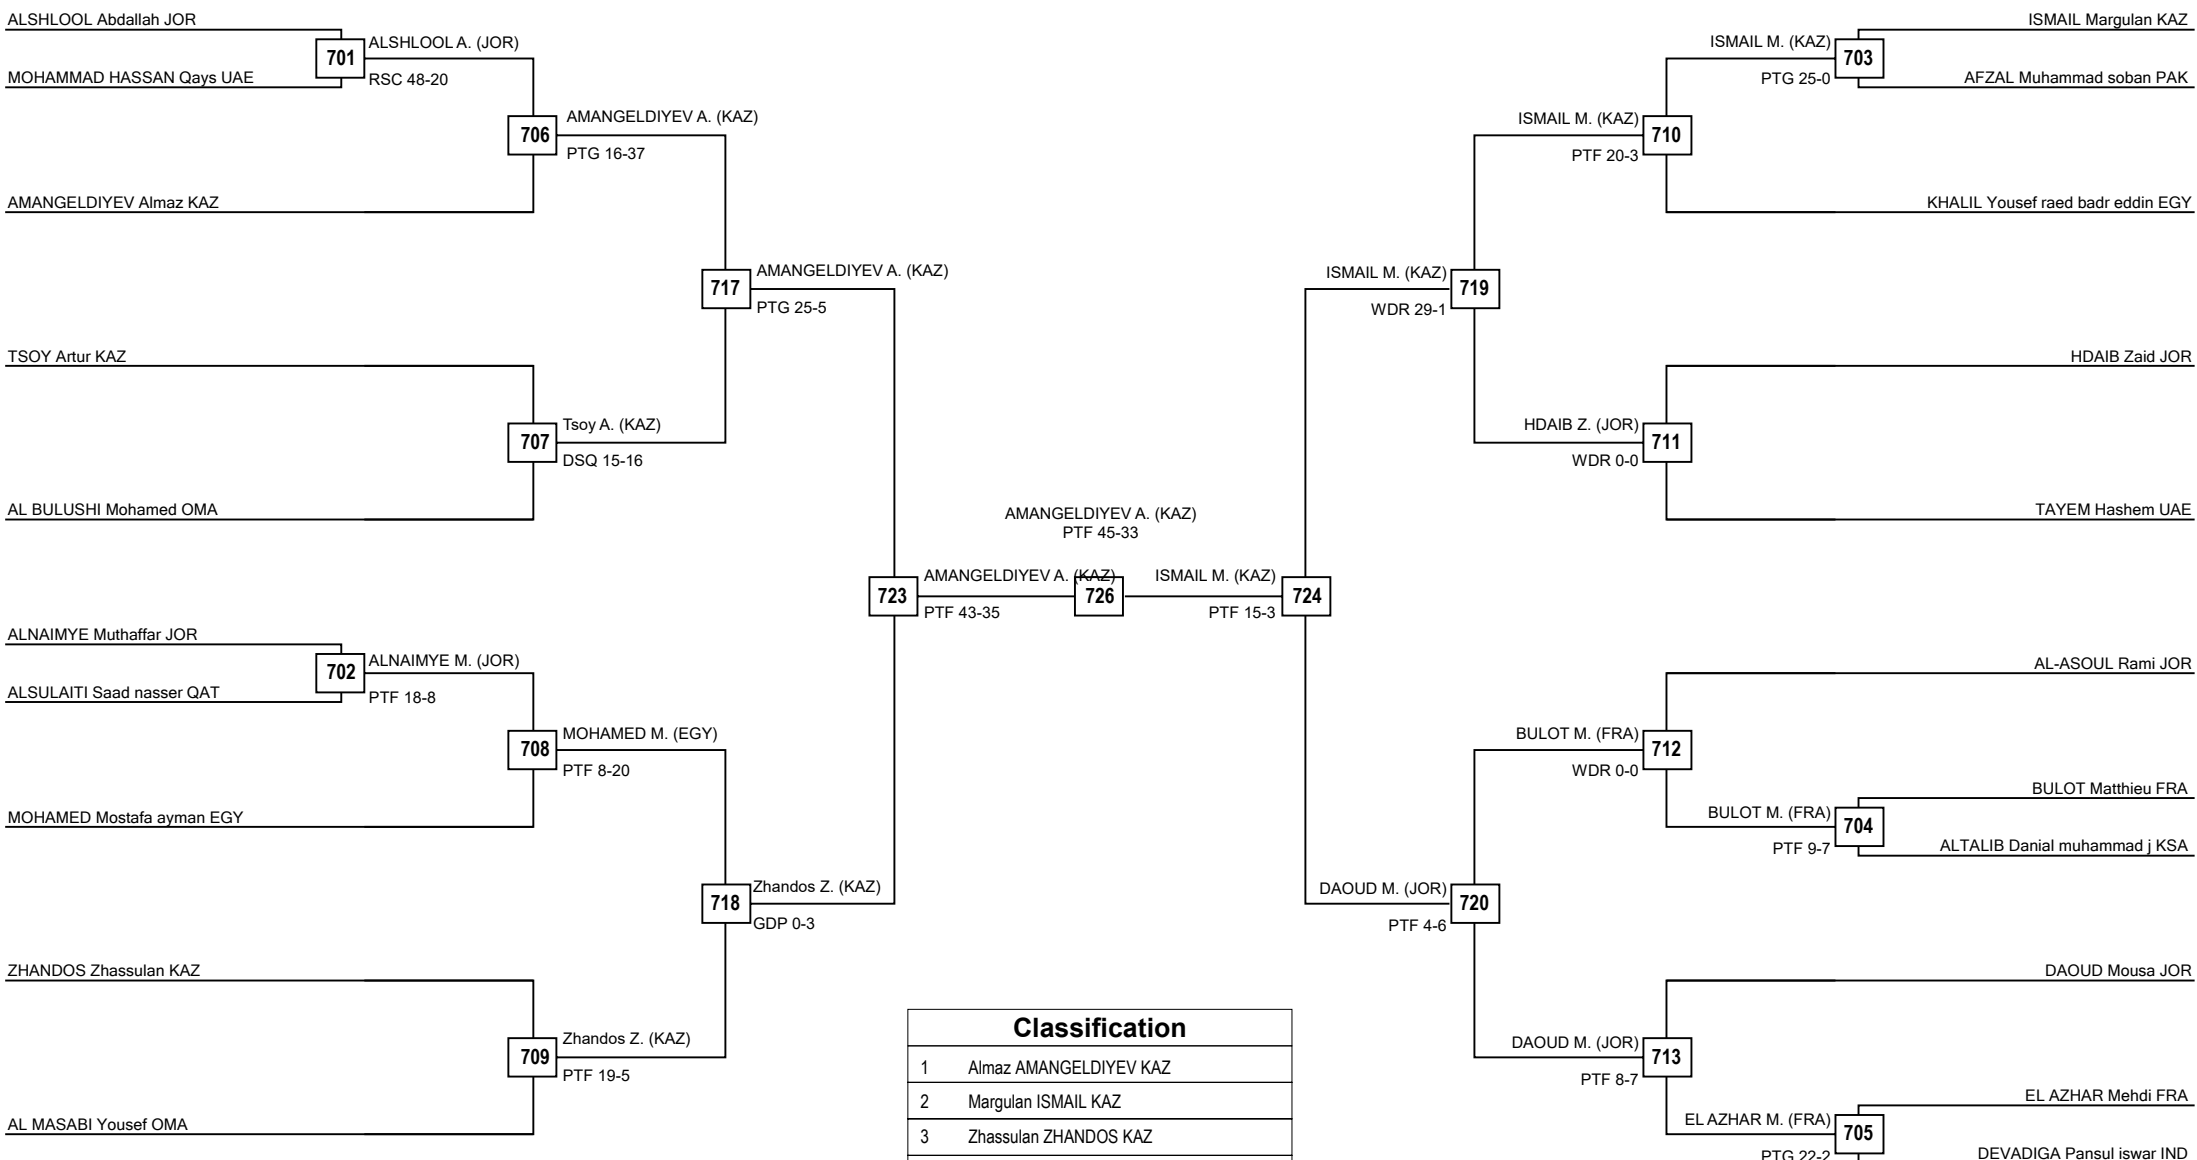 ALSHLOOL Abdallah JOR
701
ALSHLOOL A. (JOR)
RSC 48-20
MOHAMMAD HASSAN Qays UAE
706
AMANGELDIYEV A. (KAZ)
PTG 16-37
AMANGELDIYEV Almaz KAZ
717
AMANGELDIYEV A. (KAZ)
PTG 25-5
TSOY Artur KAZ
707
Tsoy A. (KAZ)
DSQ 15-16
AL BULUSHI Mohamed OMA
723
AMANGELDIYEV A. (KAZ)
PTF 43-35
ALNAIMYE Muthaffar JOR
702
ALNAIMYE M. (JOR)
PTF 18-8
ALSULAITI Saad nasser QAT
708
MOHAMED M. (EGY)
PTF 8-20
MOHAMED Mostafa ayman EGY
718
Zhandos Z. (KAZ)
GDP 0-3
ZHANDOS Zhassulan KAZ
709
Zhandos Z. (KAZ)
PTF 19-5
AL MASABI Yousef OMA
AMANGELDIYEV A. (KAZ)
PTF 45-33
726
ISMAIL Margulan KAZ
ISMAIL M. (KAZ)
703
PTG 25-0
AFZAL Muhammad soban PAK
ISMAIL M. (KAZ)
710
PTF 20-3
KHALIL Yousef raed badr eddin EGY
ISMAIL M. (KAZ)
719
WDR 29-1
HDAIB Zaid JOR
HDAIB Z. (JOR)
711
WDR 0-0
TAYEM Hashem UAE
ISMAIL M. (KAZ)
724
PTF 15-3
AL-ASOUL Rami JOR
BULOT M. (FRA)
712
WDR 0-0
BULOT Matthieu FRA
BULOT M. (FRA)
704
PTF 9-7
ALTALIB Danial muhammad j KSA
DAOUD M. (JOR)
720
PTF 4-6
DAOUD Mousa JOR
DAOUD M. (JOR)
713
PTF 8-7
EL AZHAR Mehdi FRA
EL AZHAR M. (FRA)
705
PTG 22-2
DEVADIGA Pansul iswar IND
Classification
1 Almaz AMANGELDIYEV KAZ
2 Margulan ISMAIL KAZ
3 Zhassulan ZHANDOS KAZ